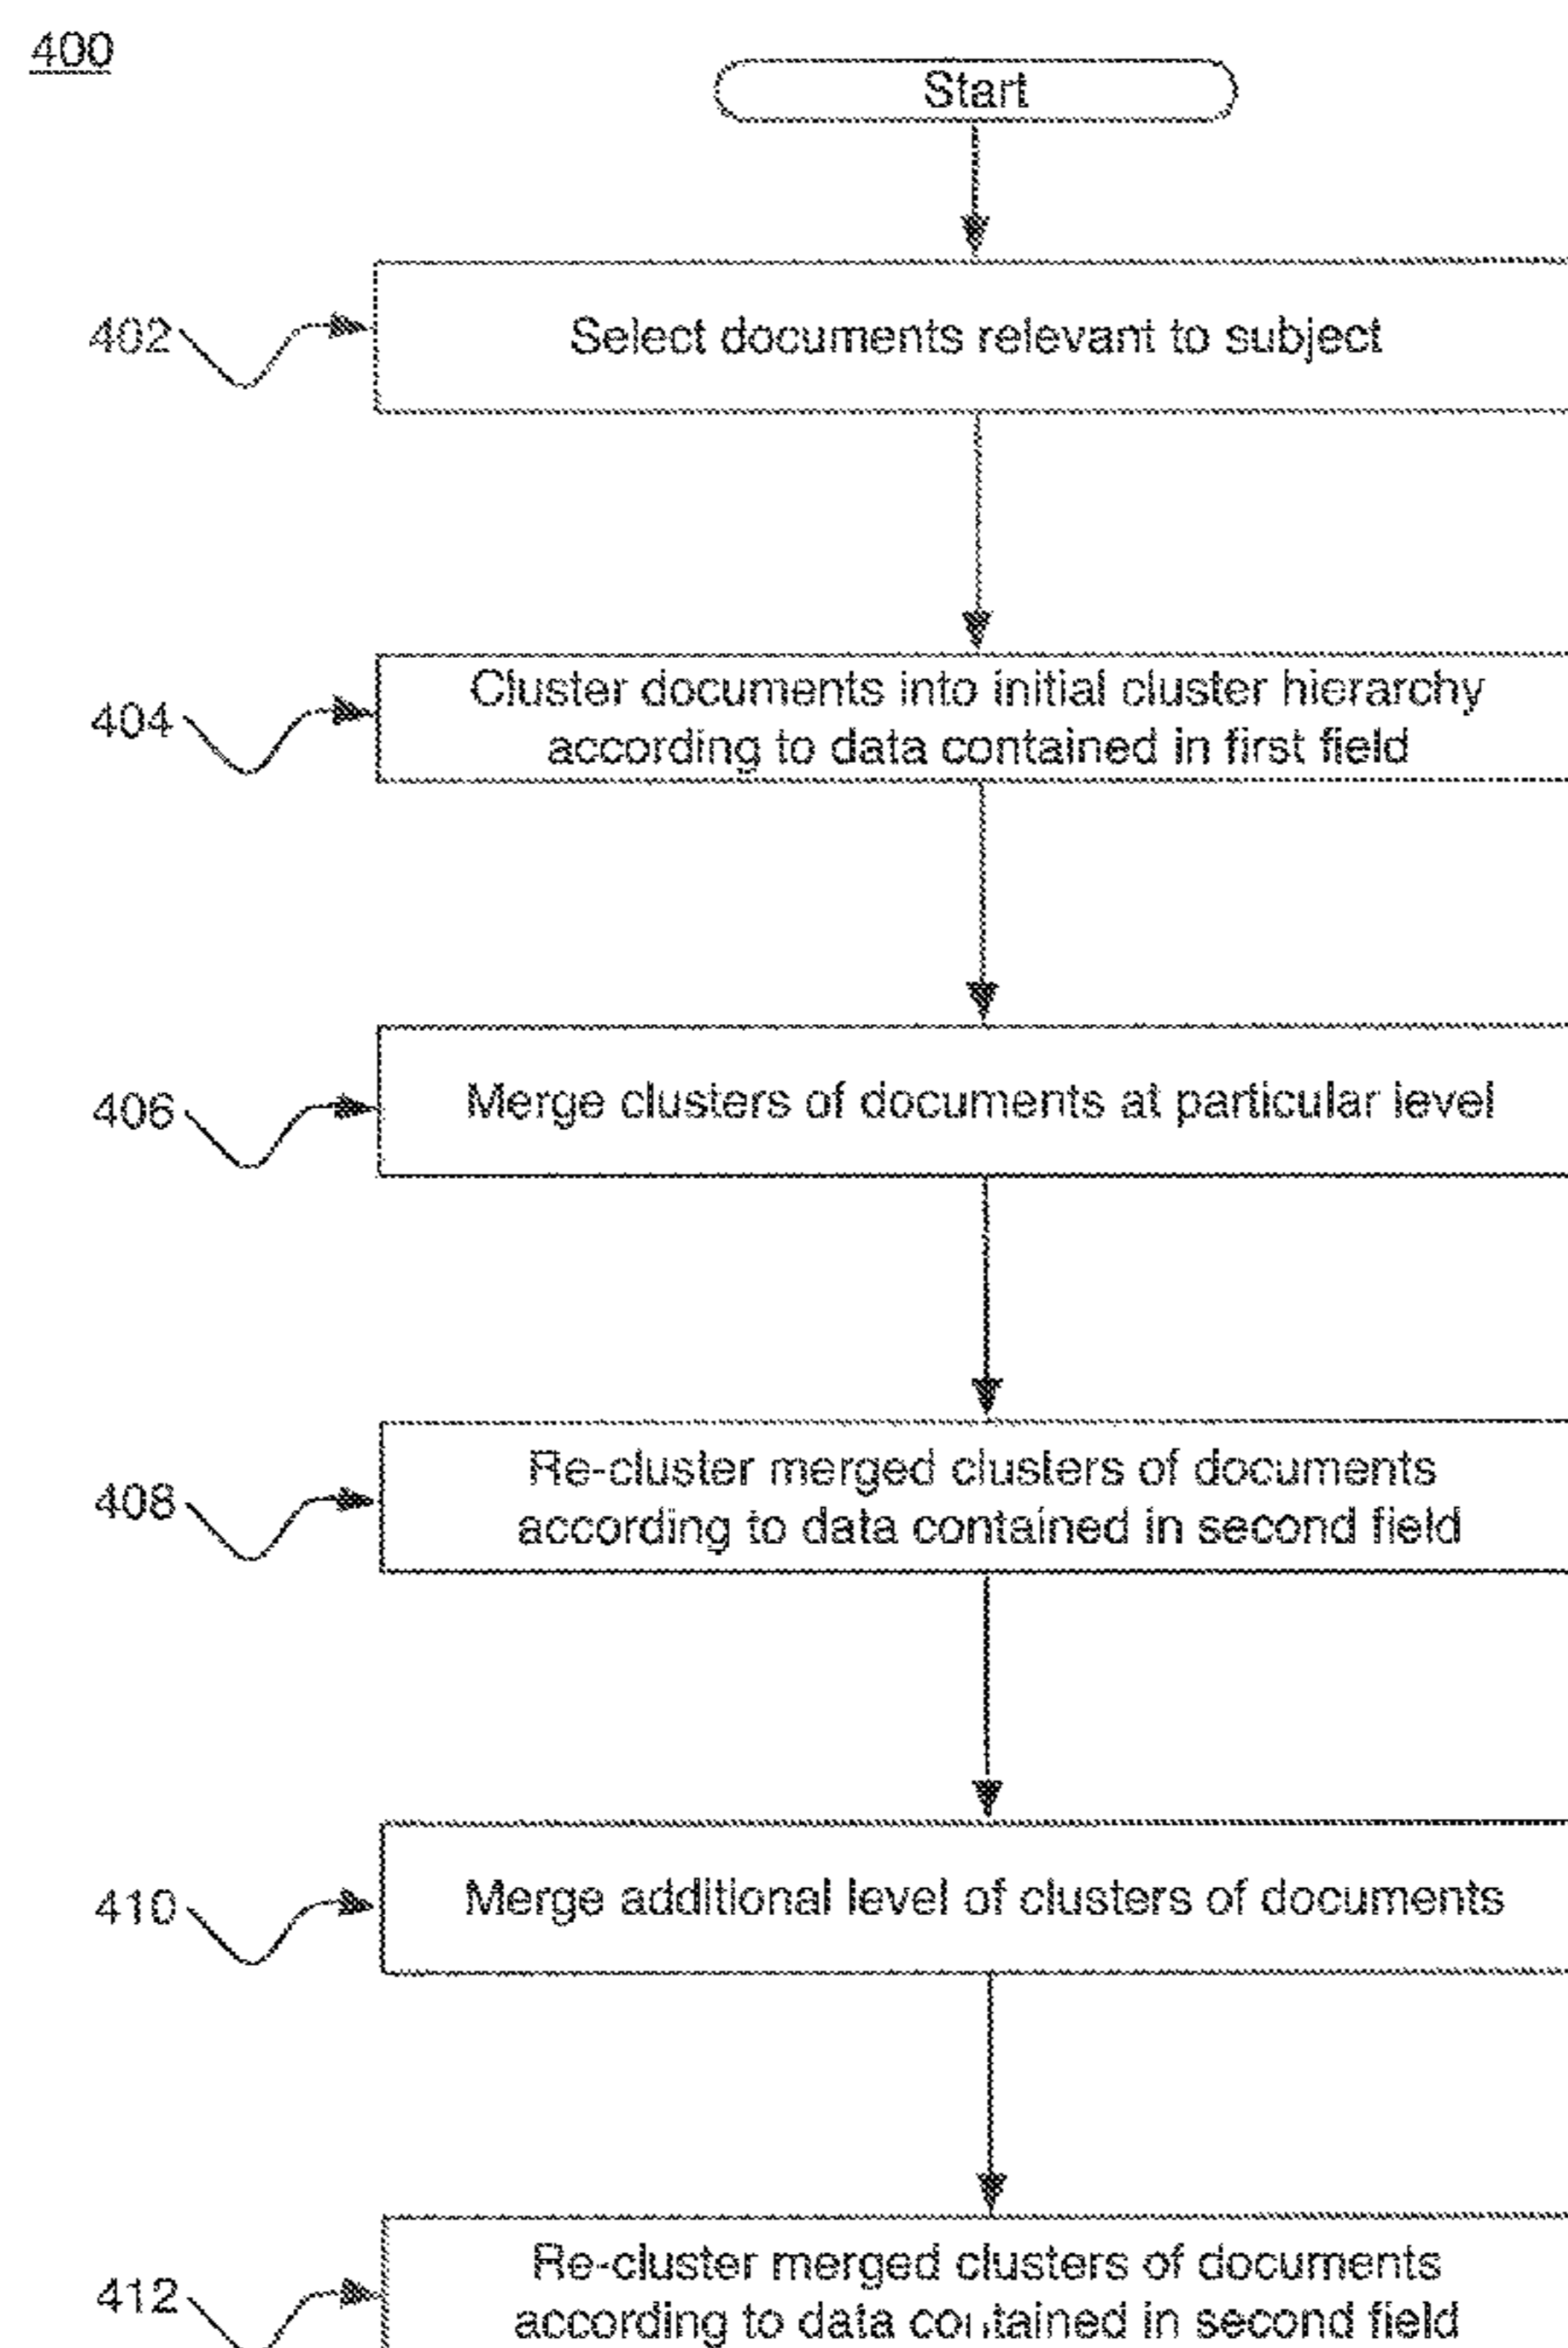 400
Start
402
Select documents relevant to subject
404
Cluster documents into initial cluster hierarchy
according to data contained in first field
406
Merge clusters of documents at particular level
408
Re-cluster merged clusters of documents
according to data contained in second field
410
Merge additional level of clusters of documents
412
Re-cluster merged clusters of documents
according to data contained in second field